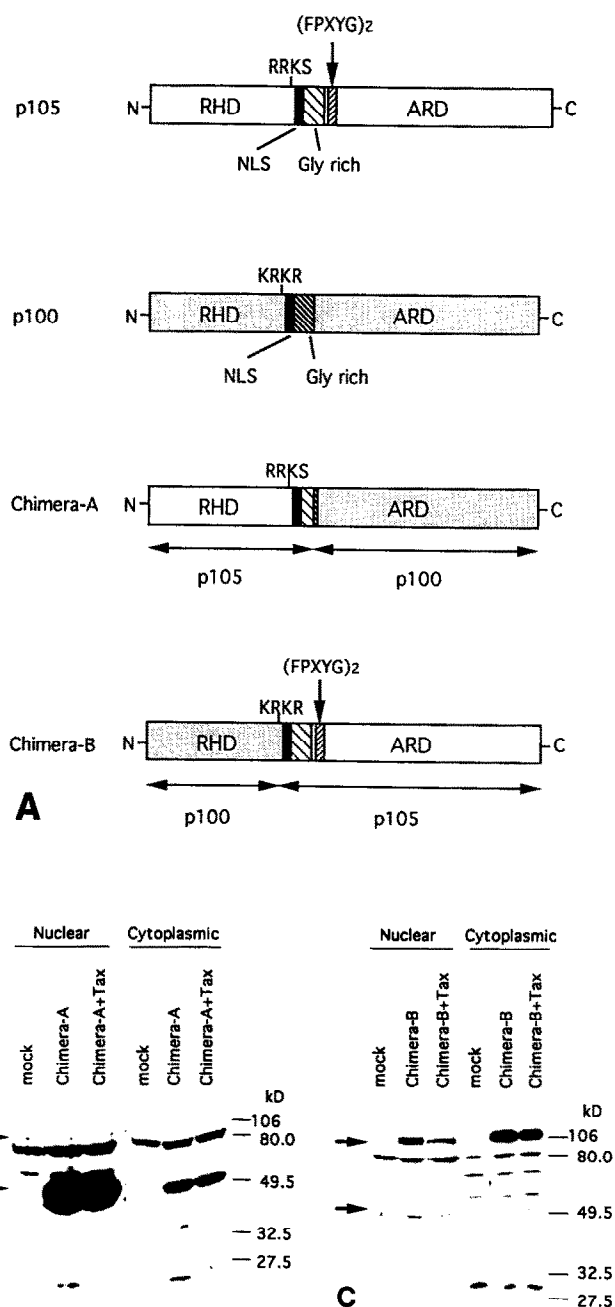 (FPXYG)2
RRKS
p105 N RHD ARD C
NLS Gly rich
KRKR
p100 N RHD ARD C
NLS Gly rich
RRKS
Chimera-A N RHD ARD C
p105 p100
(FPXYG)2
KRKR
Chimera-B N RHD ARD C
A
p100 p105
Nuclear Cytoplasmic
mock Chimera-A Chimera-A+Tax mock Chimera-A Chimera-A+Tax
kD
106
80.0
49.5
32.5
27.5
Nuclear Cytoplasmic
mock Chimera-B Chimera-B+Tax mock Chimera-B Chimera-B+Tax
kD
106
80.0
49.5
32.5
27.5
C